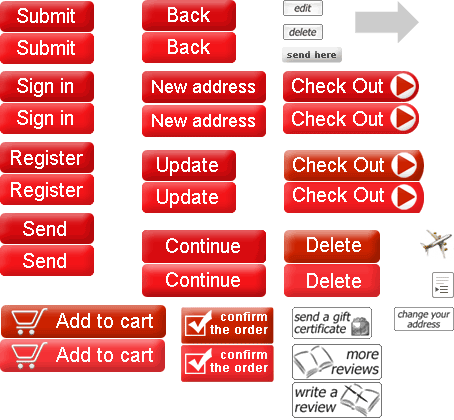 Submit
Submit
Back
Back
edit
delete
send here
Sign in
Sign in
New address
New address
Check Out
Check Out
Register
Register
Update
Update
Check Out
Check Out
Send
Send
Continue
Continue
Delete
Delete
Add to cart
Add to cart
confirm
the order
confirm
the order
send a gift
certificate
change your
address
more
reviews
write a
review